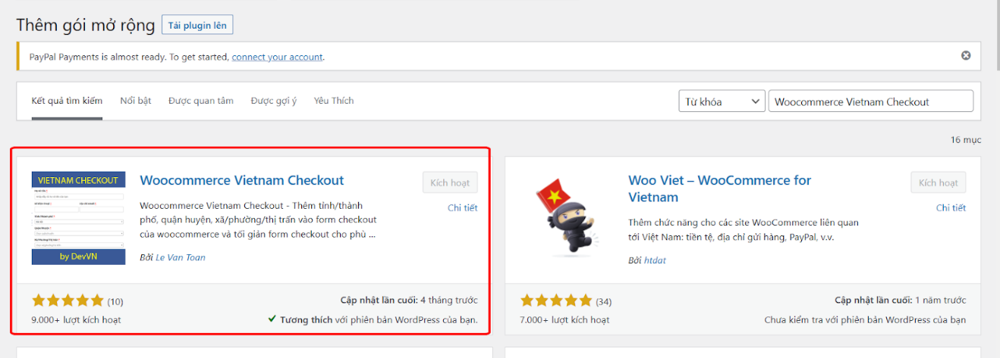 Thêm gói mở rộng
Tải plugin lên
PayPal Payments is almost ready. To get started, connect your account.
Kết quả tìm kiếm Nổi bật Được quan tâm Được gợi ý Yêu Thích Từ khóa Woocommerce Vietnam Checkout
16 mục
VIETNAM CHECKOUT
by DevVN
Woocommerce Vietnam Checkout
Kích hoạt
Chi tiết
Woocommerce Vietnam Checkout - Thêm tỉnh/thành
phố, quận huyện, xã/phường/thị trấn vào form checkout
của woocommerce và tối giản form checkout cho phù ...
Bởi Le Van Toan
(10)
Cập nhật lần cuối: 4 tháng trước
9.000+ lượt kích hoạt
Tương thích với phiên bản WordPress của bạn.
Woo Viet – WooCommerce for
Vietnam
Kích hoạt
Chi tiết
Thêm chức năng cho các site WooCommerce liên quan
tới Việt Nam: tiền tệ, địa chỉ gửi hàng, PayPal, v.v.
Bởi htdat
(34)
Cập nhật lần cuối: 1 năm trước
7.000+ lượt kích hoạt
Chưa kiểm tra với phiên bản WordPress của bạn